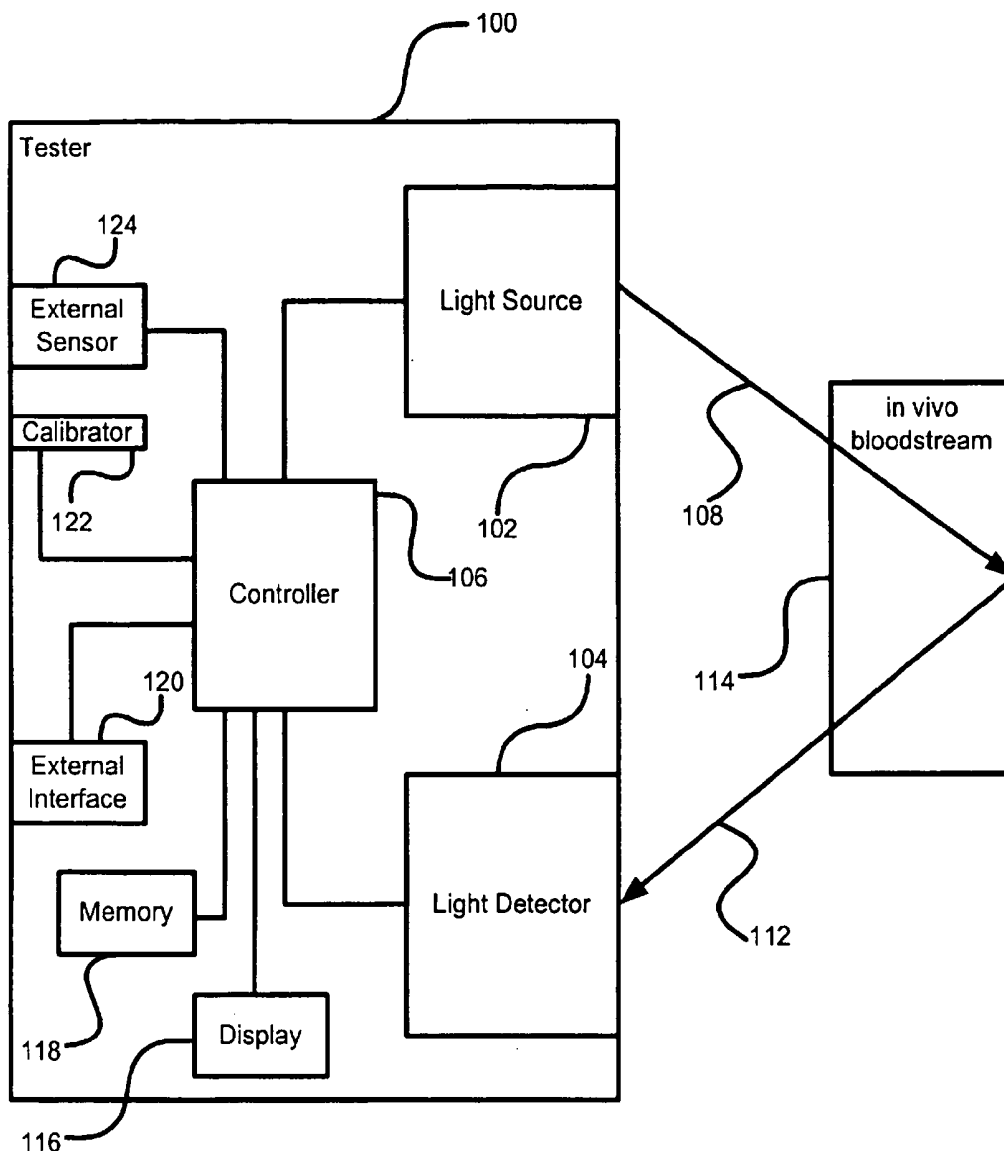 100
Tester
124
External
Sensor
Light Source
Calibrator
in vivo
bloodstream
122
102
108
106
Controller
104
114
120
External
Interface
Memory
Light Detector
112
118
Display
116